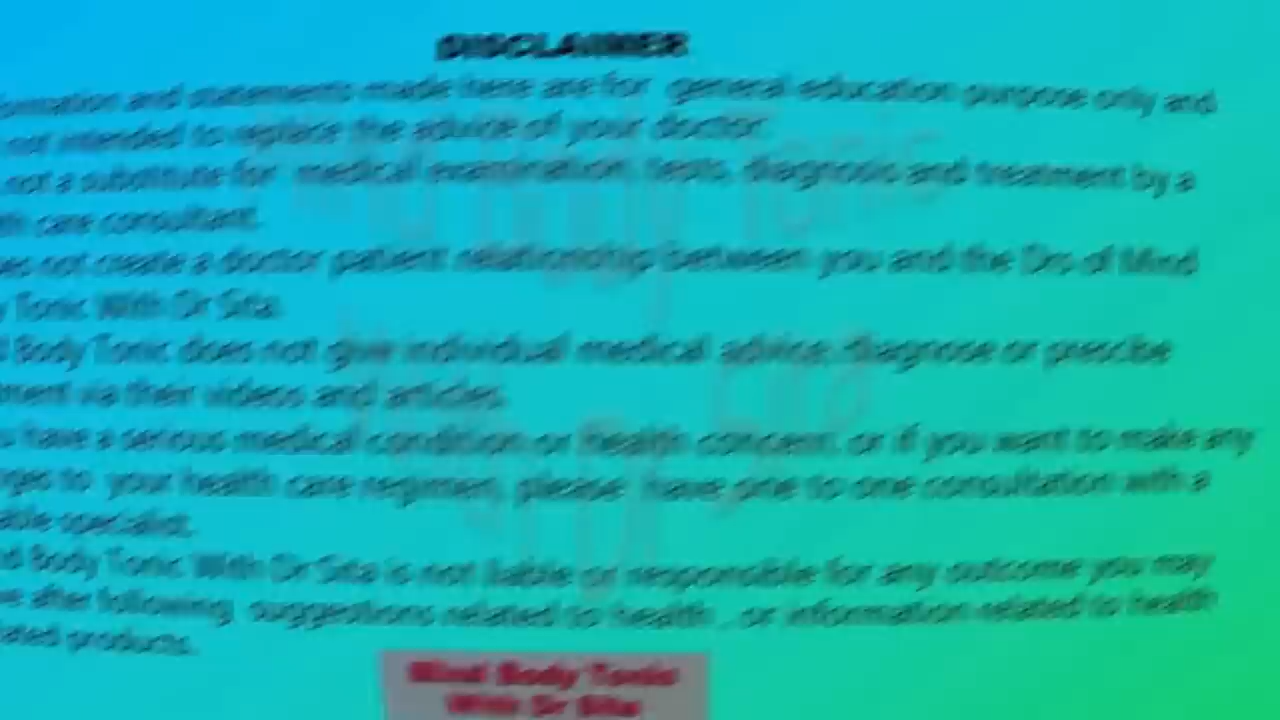 DISCLAIMER
ormation and statements made here are for general education purpose only and
not intended to replace the advice of your doctor.
not a substitute for medical examination, tests, diagnosis and treatment by a
th care consultant.
es not create a doctor patient relationship between you and the Drs of Mind
y Tonic With Dr Sita.
d Body Tonic does not give individual medical advice, diagnose or prescibe
tment via their videos and articles.
u have a serious medical condition or health concern, or if you want to make any
nges to your health care regimen, please have one to one consultation with a
able specialist.
nd Body Tonic With Dr Sita is not liable or responsible for any outcome you may
e after following suggestions related to health , or information related to health
lated products.
Mind Body Tonic
With Dr Sita